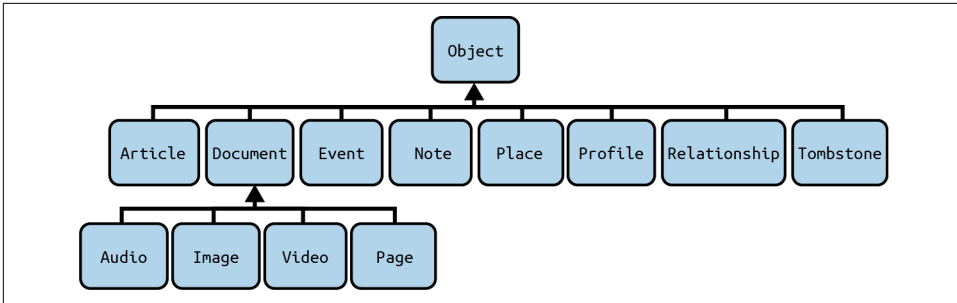 Object
Article Document Event Note Place Profile Relationship Tombstone
Audio Image Video Page